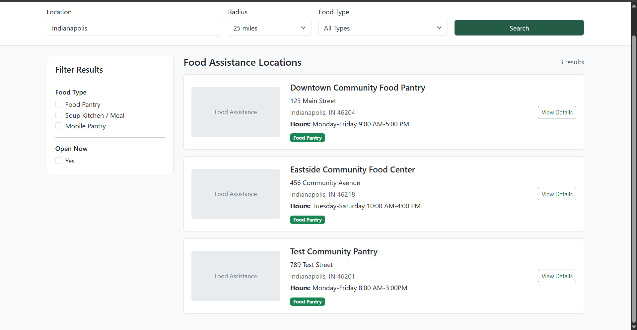 Location
Radius
Food Type
Indianapolis
25 miles
All Types
Search
Filter Results
Food Type
Food Pantry
Soup Kitchen / Meal
Mobile Pantry
Open Now
Yes
Food Assistance Locations
3 results
Food Assistance
Downtown Community Food Pantry
123 Main Street
Indianapolis, IN 46204
Hours: Monday-Friday 9:00 AM-5:00 PM
Food Pantry
View Details
Food Assistance
Eastside Community Food Center
456 Community Avenue
Indianapolis, IN 46218
Hours: Tuesday-Saturday 10:00 AM-4:00 PM
Food Pantry
View Details
Food Assistance
Test Community Pantry
789 Test Street
Indianapolis, IN 46201
Hours: Monday-Friday 8:00 AM-3:00PM
Food Pantry
View Details